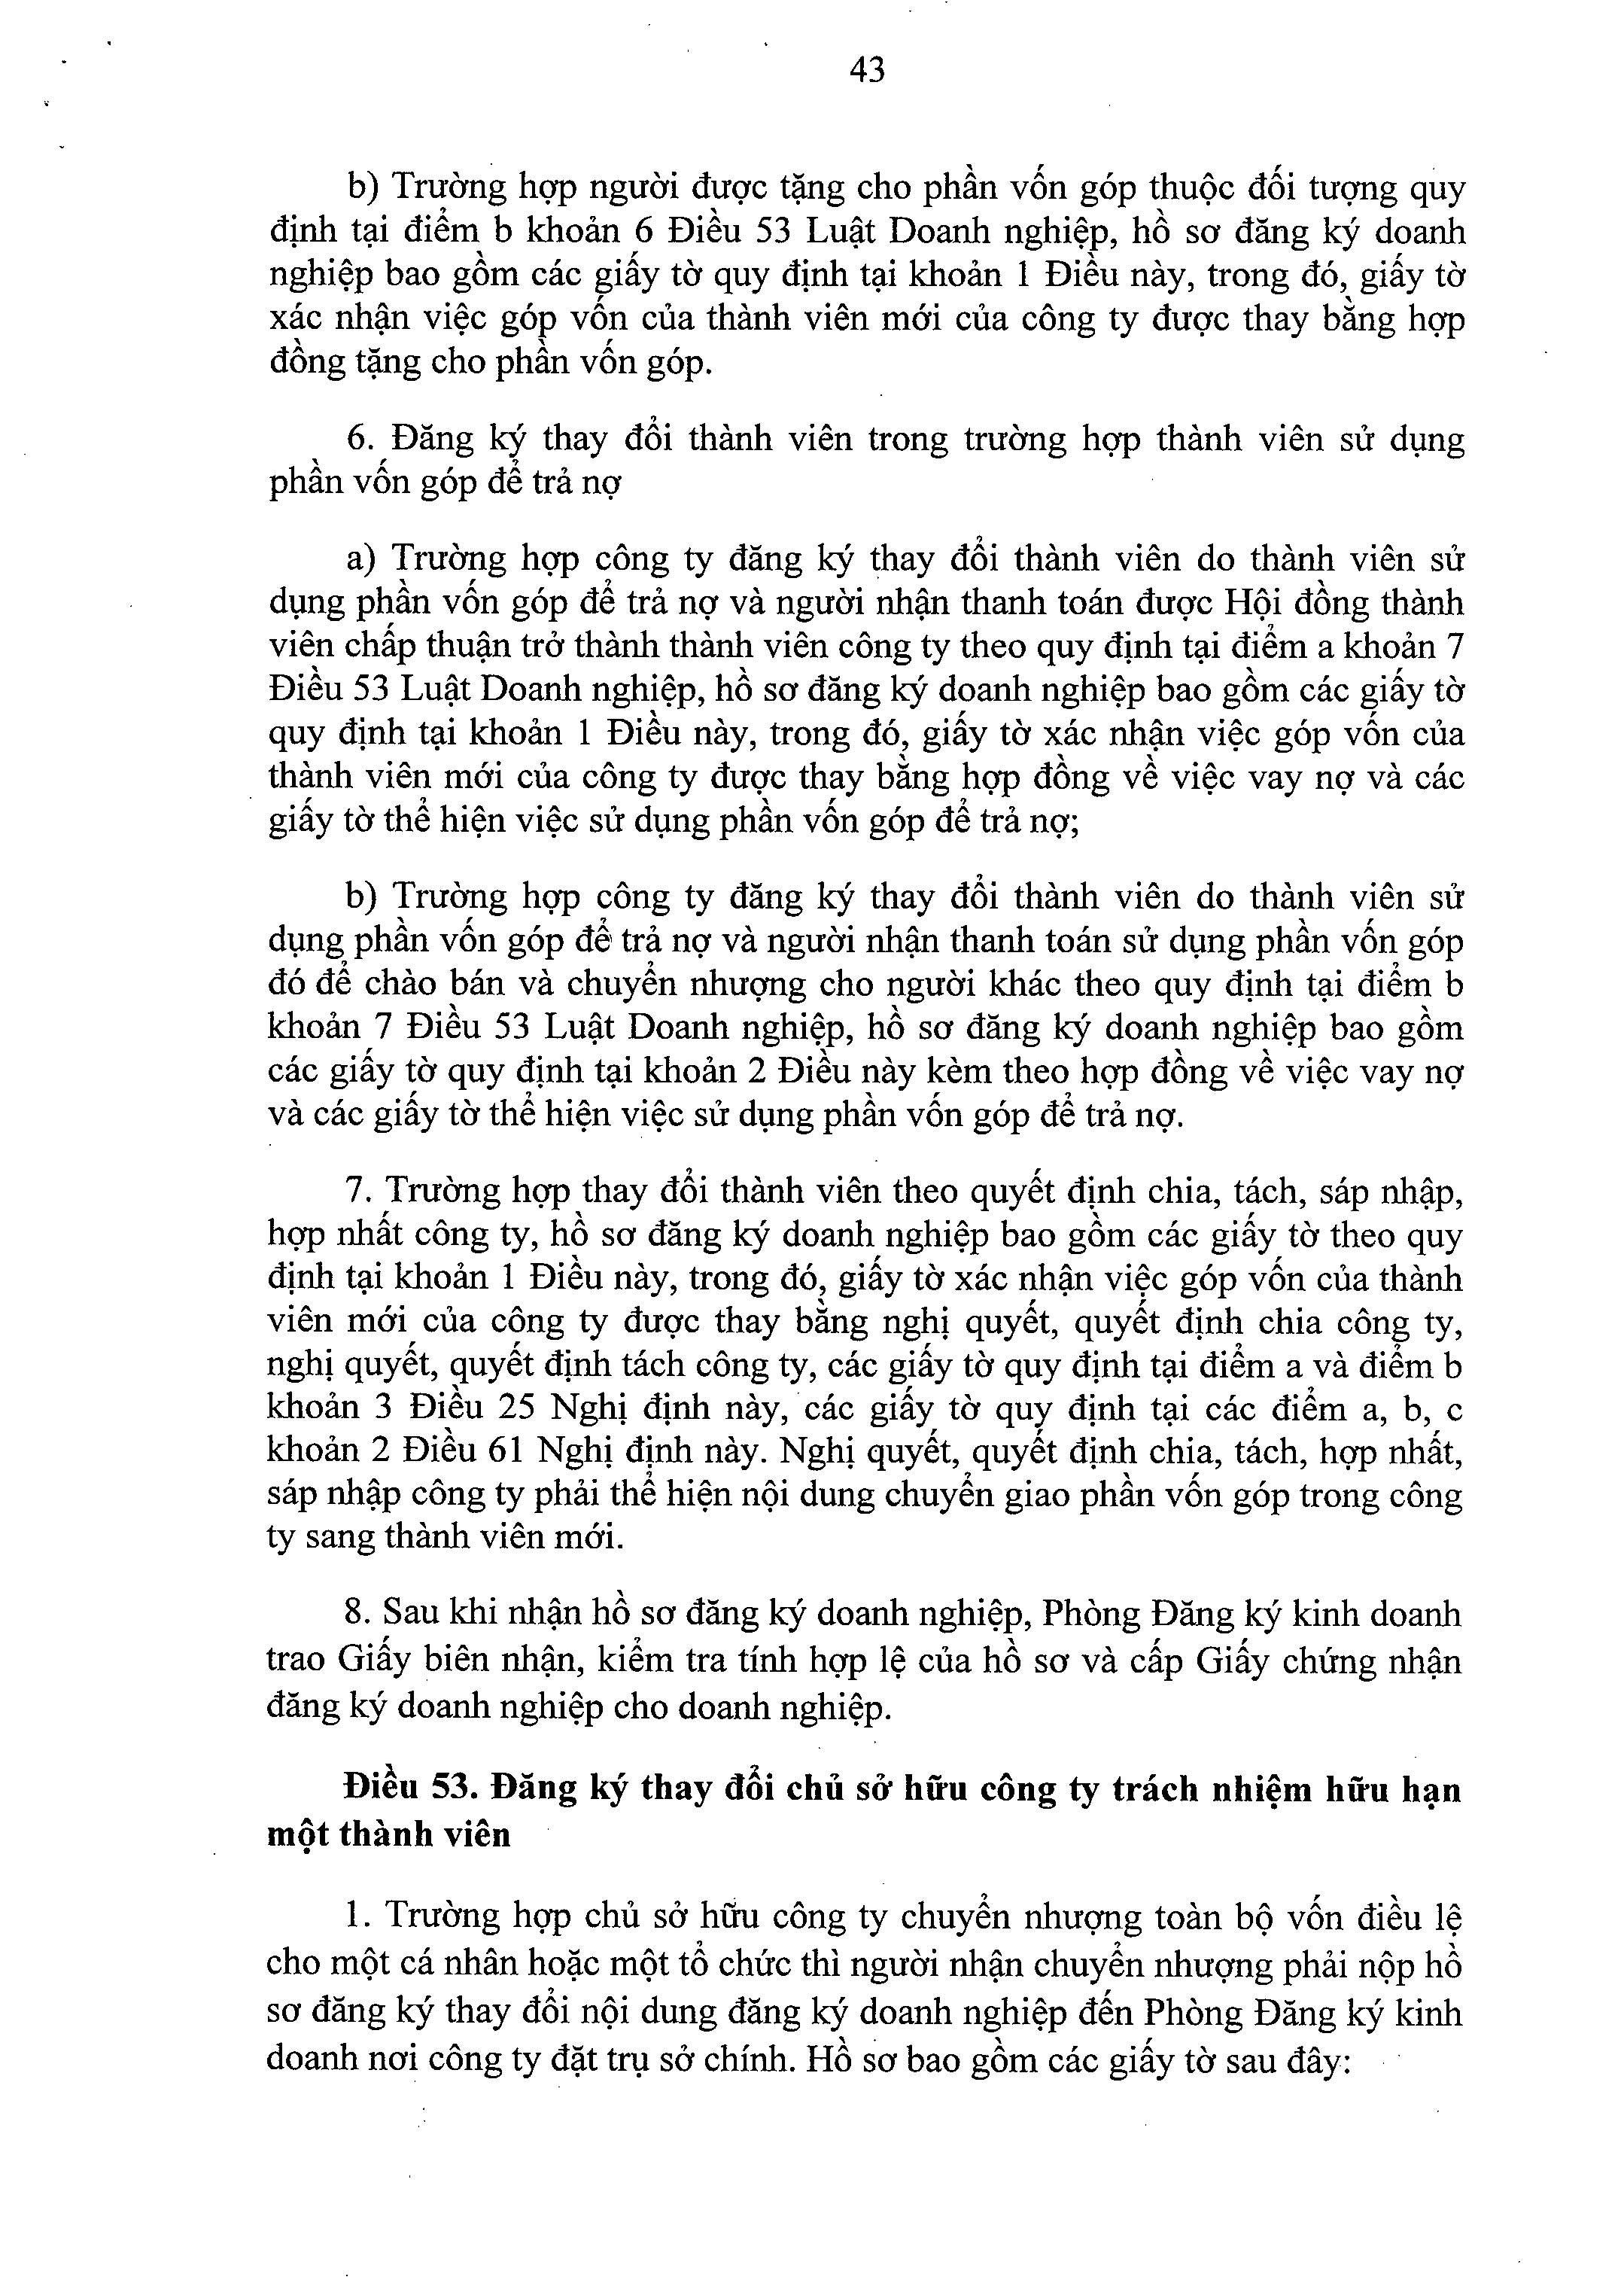 43
b) Trường hợp người được tặng cho phần vốn góp thuộc đối tượng quy
định tại điểm b khoản 6 Điều 53 Luật Doanh nghiệp, hồ sơ đăng ký doanh
nghiệp bao gồm các giấy tờ quy định tại khoản 1 Điều này, trong đó, giấy tờ
xác nhận việc góp vốn của thành viên mới của công ty được thay bằng hợp
đồng tặng cho phần vốn góp.
6. Đăng ký thay đổi thành viên trong trường hợp thành viên sử dụng
phần vốn góp để trả nợ
a) Trường hợp công ty đăng ký thay đổi thành viên do thành viên sử
dụng phần vốn góp để trả nợ và người nhận thanh toán được Hội đồng thành
viên chấp thuận trở thành thành viên công ty theo quy định tại điểm a khoản 7
Điều 53 Luật Doanh nghiệp, hồ sơ đăng ký doanh nghiệp bao gồm các giấy tờ
quy định tại khoản 1 Điều này, trong đó, giấy tờ xác nhận việc góp vốn của
thành viên mới của công ty được thay bằng hợp đồng về việc vay nợ và các
giấy tờ thể hiện việc sử dụng phần vốn góp để trả nợ;
b) Trường hợp công ty đăng ký thay đổi thành viên do thành viên sử
dụng phần vốn góp để trả nợ và người nhận thanh toán sử dụng phần vốn góp
đó để chào bán và chuyển nhượng cho người khác theo quy định tại điểm b
khoản 7 Điều 53 Luật Doanh nghiệp, hồ sơ đăng ký doanh nghiệp bao gồm
các giấy tờ quy định tại khoản 2 Điều này kèm theo hợp đồng về việc vay nợ
và các giấy tờ thể hiện việc sử dụng phần vốn góp để trả nợ.
7. Trường hợp thay đổi thành viên theo quyết định chia, tách, sáp nhập,
hợp nhất công ty, hồ sơ đăng ký doanh nghiệp bao gồm các giấy tờ theo quy
định tại khoản 1 Điều này, trong đó, giấy tờ xác nhận việc góp vốn của thành
viên mới của công ty được thay bằng nghị quyết, quyết định chia công ty,
nghị quyết, quyết định tách công ty, các giấy tờ quy định tại điểm a và điểm b
khoản 3 Điều 25 Nghị định này, các giấy tờ quy định tại các điểm a, b, c
khoản 2 Điều 61 Nghị định này. Nghị quyết, quyết định chia, tách, hợp nhất,
sáp nhập công ty phải thể hiện nội dung chuyển giao phần vốn góp trong công
ty sang thành viên mới.
8. Sau khi nhận hồ sơ đăng ký doanh nghiệp, Phòng Đăng ký kinh doanh
trao Giấy biên nhận, kiểm tra tính hợp lệ của hồ sơ và cấp Giấy chứng nhận
đăng ký doanh nghiệp cho doanh nghiệp.
Điều 53. Đăng ký thay đổi chủ sở hữu công ty trách nhiệm hữu hạn
một thành viên
1. Trường hợp chủ sở hữu công ty chuyển nhượng toàn bộ vốn điều lệ
cho một cá nhân hoặc một tổ chức thì người nhận chuyển nhượng phải nộp hồ
sơ đăng ký thay đổi nội dung đăng ký doanh nghiệp đến Phòng Đăng ký kinh
doanh nơi công ty đặt trụ sở chính. Hồ sơ bao gồm các giấy tờ sau đây: